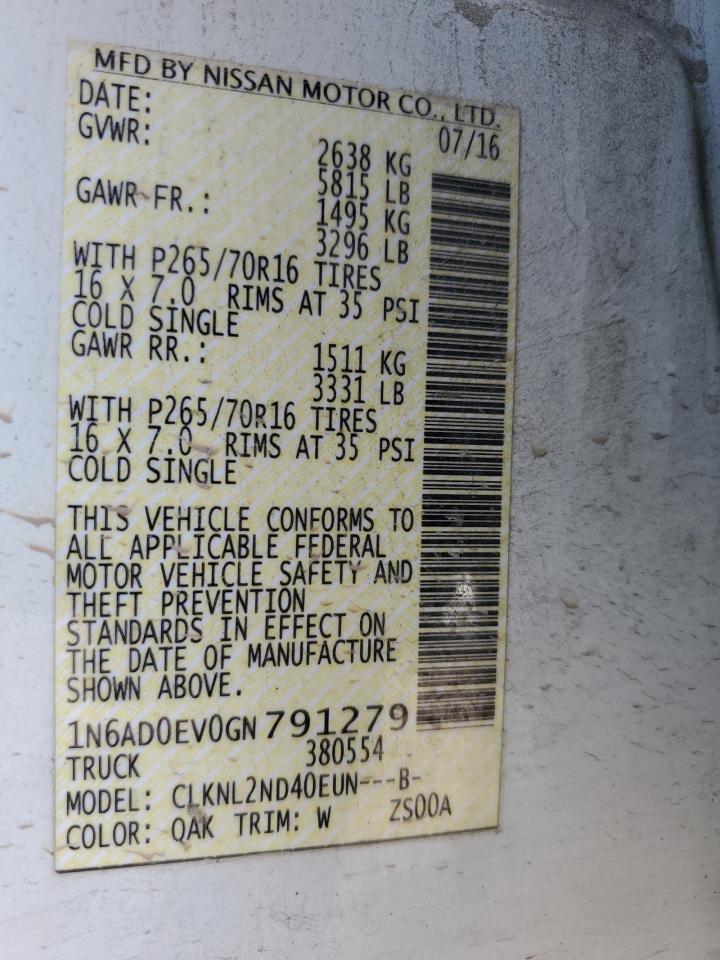 MFD BY NISSAN MOTOR CO., LTD.
DATE: 07/16
GVWR: 2638 KG
5815 LB
GAWR FR.: 1495 KG
3296 LB
WITH P265/70R16 TIRES
16 X 7.0 RIMS AT 35 PSI
COLD SINGLE
GAWR RR.: 1511 KG
3331 LB
WITH P265/70R16 TIRES
16 X 7.0 RIMS AT 35 PSI
COLD SINGLE
THIS VEHICLE CONFORMS TO
ALL APPLICABLE FEDERAL
MOTOR VEHICLE SAFETY AND
THEFT PREVENTION
STANDARDS IN EFFECT ON
THE DATE OF MANUFACTURE
SHOWN ABOVE.
1N6AD0EV0GN791279
TRUCK 380554
MODEL: CLKNL2ND40EUN---B-
COLOR: QAK TRIM: W ZS00A